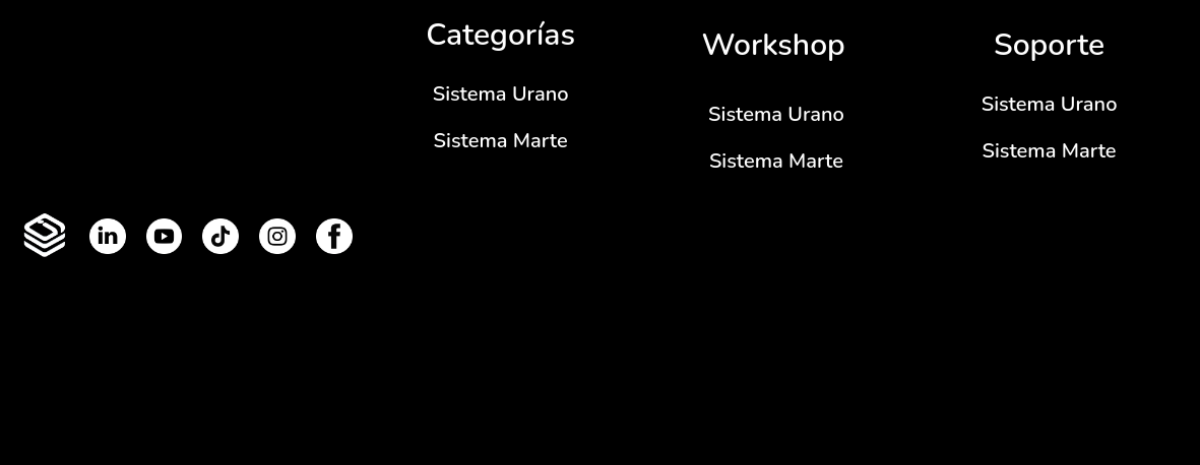 Categorías
Sistema Urano
Sistema Marte
Workshop
Sistema Urano
Sistema Marte
Soporte
Sistema Urano
Sistema Marte
in